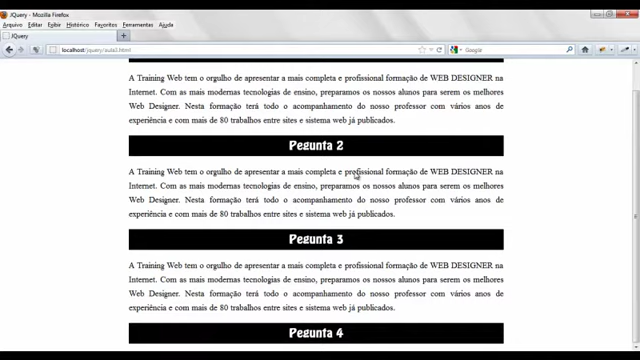 JQuery - Mozilla Firefox
Arquivo Editar Exibir Histórico Favoritos Ferramentas Ajuda
JQuery
localhost/jquery/aula3.html
Google
A Training Web tem o orgulho de apresentar a mais completa e profissional formação de WEB DESIGNER na
Internet. Com as mais modernas tecnologias de ensino, preparamos os nossos alunos para serem os melhores
Web Designer. Nesta formação terá todo o acompanhamento do nosso professor com vários anos de
experiência e com mais de 80 trabalhos entre sites e sistema web já publicados.
Pegunta 2
A Training Web tem o orgulho de apresentar a mais completa e profissional formação de WEB DESIGNER na
Internet. Com as mais modernas tecnologias de ensino, preparamos os nossos alunos para serem os melhores
Web Designer. Nesta formação terá todo o acompanhamento do nosso professor com vários anos de
experiência e com mais de 80 trabalhos entre sites e sistema web já publicados.
Pegunta 3
A Training Web tem o orgulho de apresentar a mais completa e profissional formação de WEB DESIGNER na
Internet. Com as mais modernas tecnologias de ensino, preparamos os nossos alunos para serem os melhores
Web Designer. Nesta formação terá todo o acompanhamento do nosso professor com vários anos de
experiência e com mais de 80 trabalhos entre sites e sistema web já publicados.
Pegunta 4